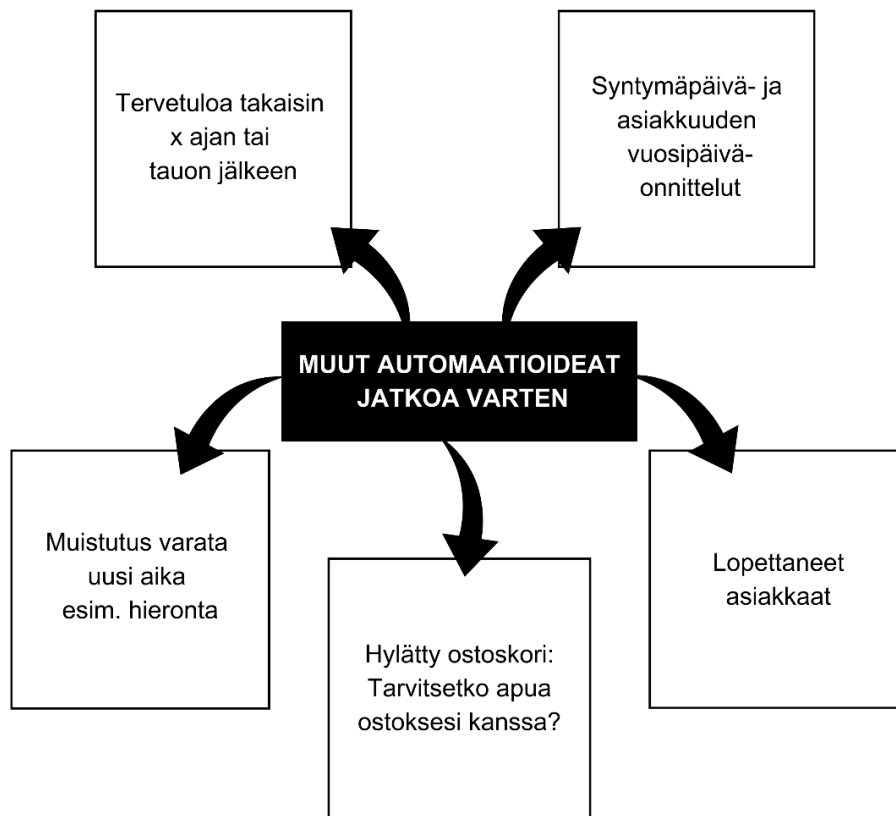 Tervetuloa takaisin
x ajan tai
tauon jälkeen
Syntymäpäivä- ja
asiakkuuden
vuosipäivä-
onnittelut
MUUT AUTOMAATIOIDEAT
JATKOA VARTEN
Muistutus varata
uusi aika
esim. hieronta
Hylätty ostoskori:
Tarvitsetko apua
ostoksesi kanssa?
Lopettaneet
asiakkaat